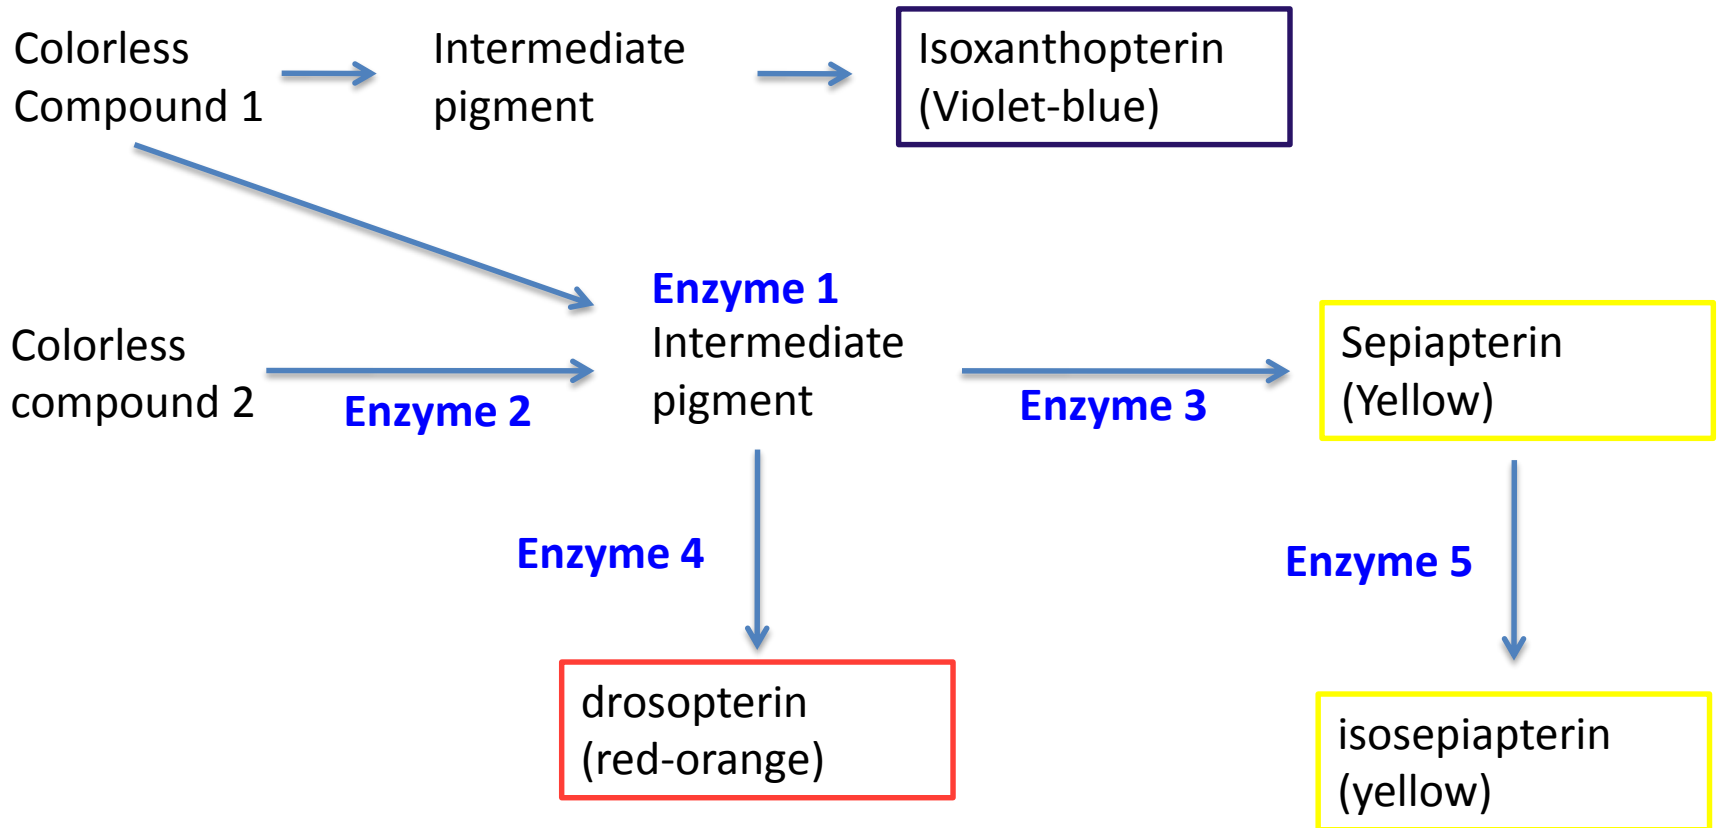 Colorless
Compound 1
Intermediate
pigment
Isoxanthopterin
(Violet-blue)
Colorless
compound 2
Enzyme 2
Enzyme 1
Intermediate
pigment
Enzyme 3
Sepiapterin
(Yellow)
Enzyme 4
Enzyme 5
drosopterin
(red-orange)
isosepiapterin
(yellow)